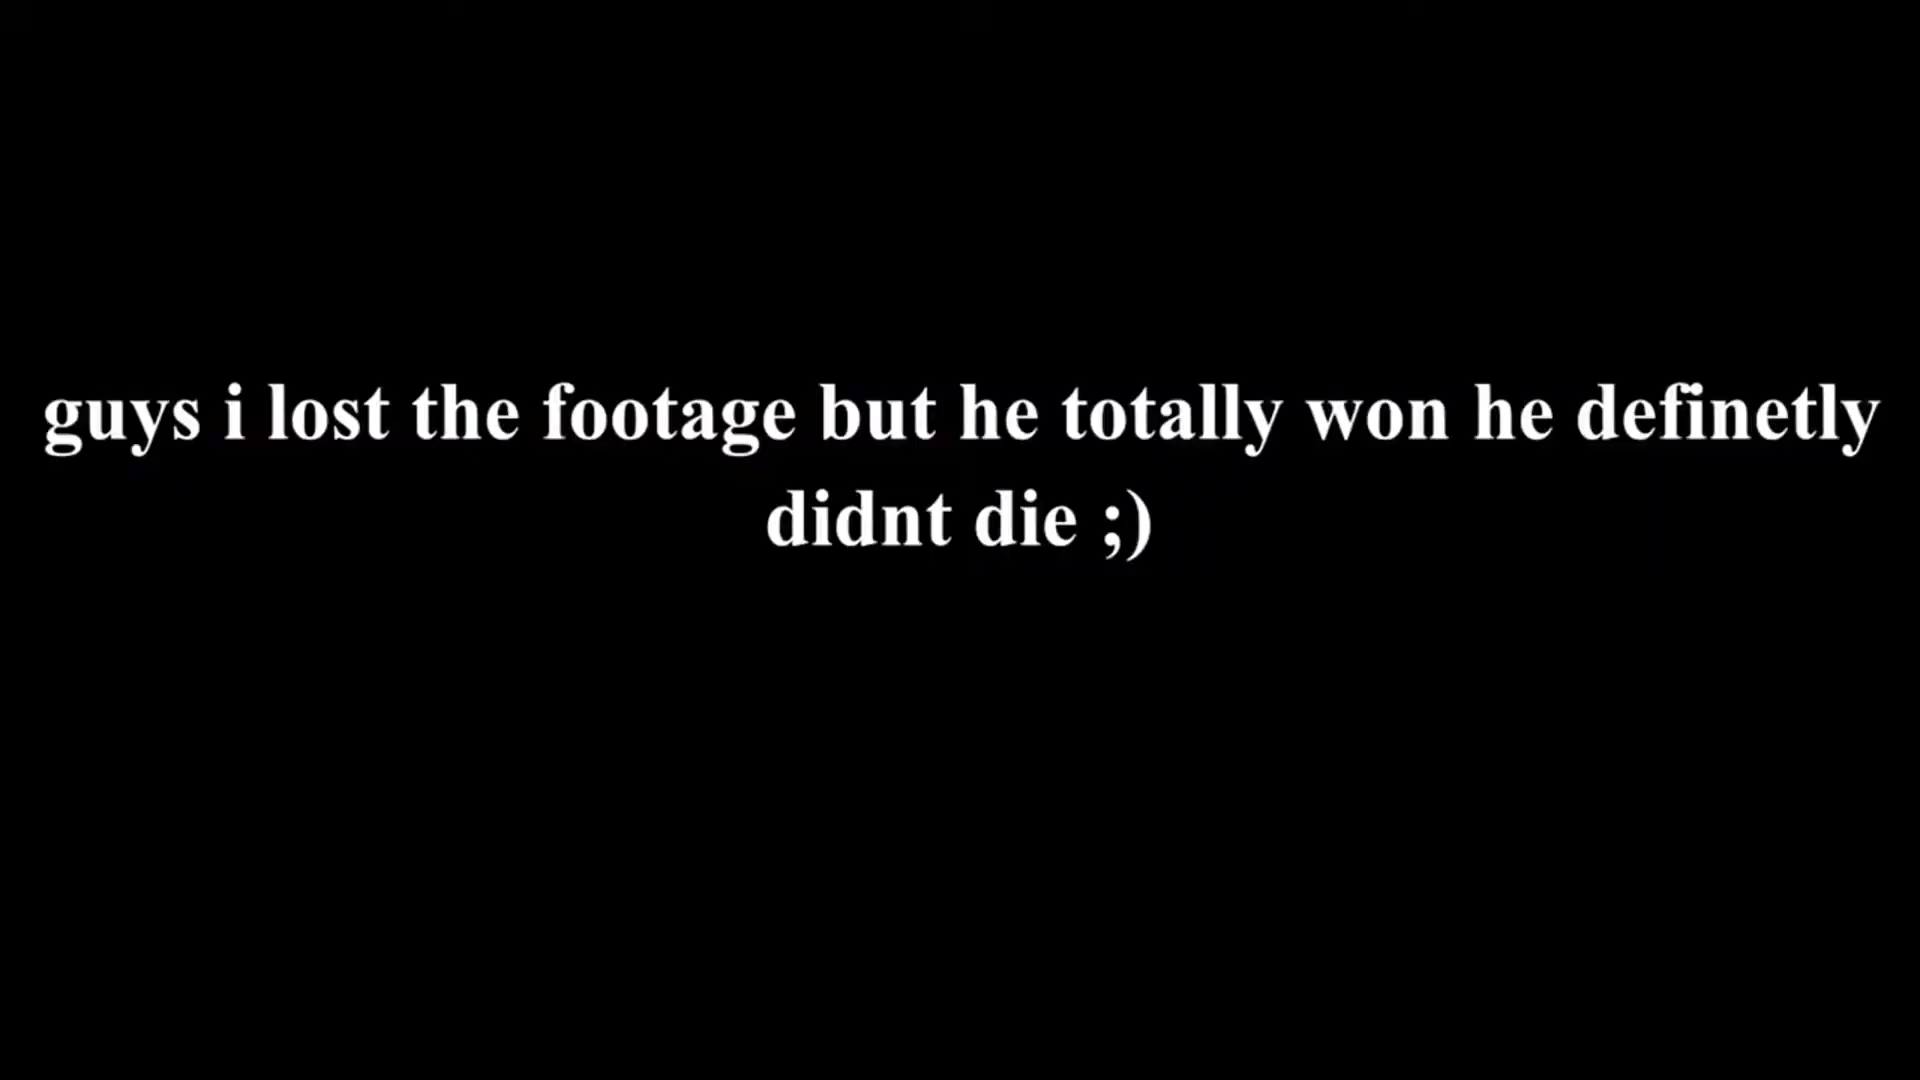 guys i lost the footage but he totally won he definetly
didnt die ;)